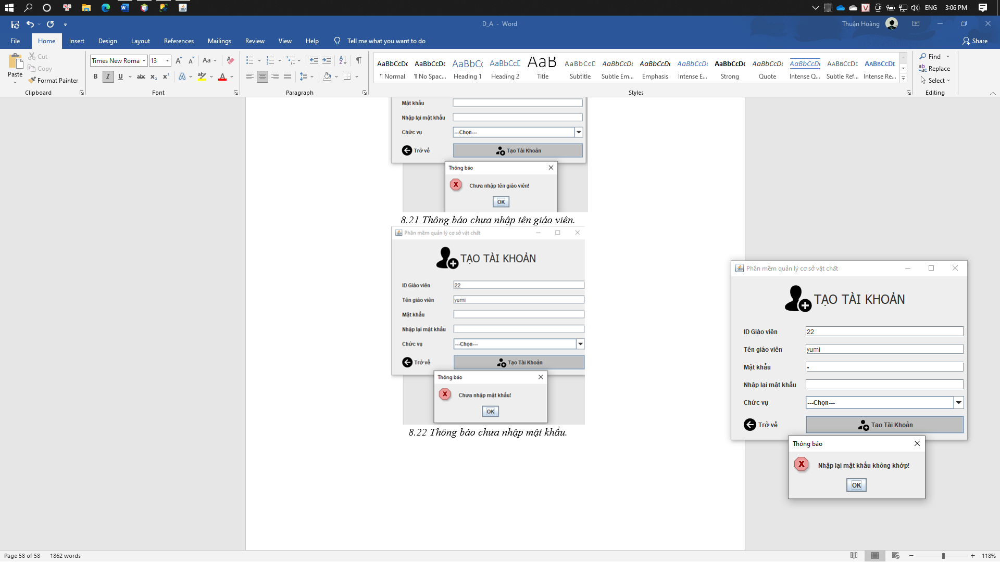 ENG 3:06 PM
D_A - Word
Thuận Hoàng
File Home Insert Design Layout References Mailings Review View Help Tell me what you want to do Share
Paste
Cut
Copy
Format Painter
Clipboard
Times New Roma 13
Font
Paragraph
AaBbCcDc AaBbCcDc AaBbCc AaBbCcD AaB AaBbCcD AaBbCcDc AaBbCcDc AaBbCcDc AaBbCcDc AaBbCcDc AaBbCcDc AABBCCDD AABBCCDE
¶ Normal ¶ No Spac... Heading 1 Heading 2 Title Subtitle Subtle Em... Emphasis Intense E... Strong Quote Intense Q... Subtle Ref... Intense Re...
Styles
Find
Replace
Select
Editing
Mật khẩu
Nhập lại mật khẩu
Chức vụ ---Chọn---
Trở về Tạo Tài Khoản
Thông báo
Chưa nhập tên giáo viên!
OK
8.21 Thông báo chưa nhập tên giáo viên.
Phần mềm quản lý cơ sở vật chất
TẠO TÀI KHOẢN
ID Giáo viên 22
Tên giáo viên yumi
Mật khẩu
Nhập lại mật khẩu
Chức vụ ---Chọn---
Trở về Tạo Tài Khoản
Thông báo
Chưa nhập mật khẩu!
OK
8.22 Thông báo chưa nhập mật khẩu.
Phần mềm quản lý cơ sở vật chất
TẠO TÀI KHOẢN
ID Giáo viên 22
Tên giáo viên yumi
Mật khẩu •
Nhập lại mật khẩu
Chức vụ ---Chọn---
Trở về Tạo Tài Khoản
Thông báo
Nhập lại mật khẩu không khớp!
OK
Page 58 of 58 1862 words
118%